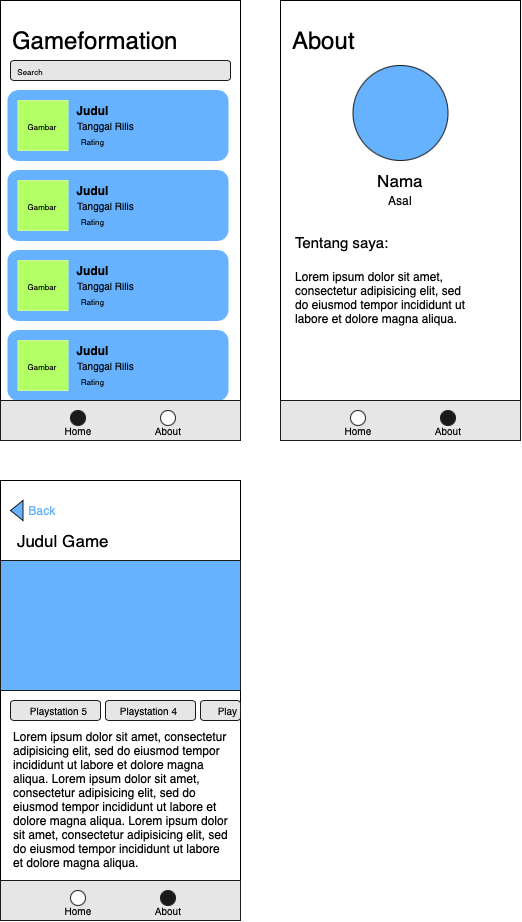 Gameformation
Search
Gambar
Judul
Tanggal Rilis
Rating
Gambar
Judul
Tanggal Rilis
Rating
Gambar
Judul
Tanggal Rilis
Rating
Gambar
Judul
Tanggal Rilis
Rating
Home
About
About
Nama
Asal
Tentang saya:
Lorem ipsum dolor sit amet,
consectetur adipisicing elit, sed
do eiusmod tempor incididunt ut
labore et dolore magna aliqua.
Home
About
Back
Judul Game
Playstation 5
Playstation 4
Play
Lorem ipsum dolor sit amet, consectetur
adipisicing elit, sed do eiusmod tempor
incididunt ut labore et dolore magna
aliqua. Lorem ipsum dolor sit amet,
consectetur adipisicing elit, sed do
eiusmod tempor incididunt ut labore et
dolore magna aliqua. Lorem ipsum dolor
sit amet, consectetur adipisicing elit, sed
do eiusmod tempor incididunt ut labore
et dolore magna aliqua.
Home
About